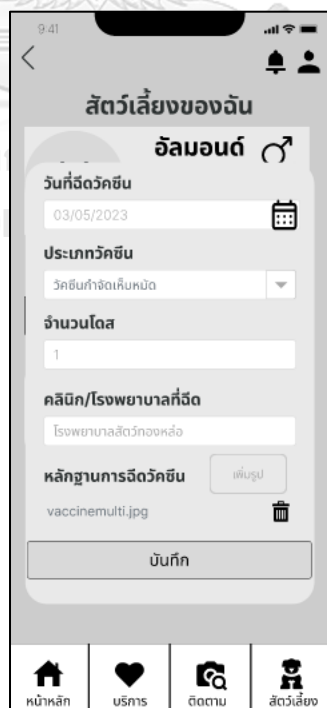 9:41
สัตว์เลี้ยงของฉัน
อัลมอนด์
วันที่ฉีดวัคซีน
03/05/2023
ประเภทวัคซีน
วัคซีนกำจัดเห็บหมัด
จำนวนโดส
1
คลินิก/โรงพยาบาลที่ฉีด
โรงพยาบาลสัตว์ทองหล่อ
หลักฐานการฉีดวัคซีน เพิ่มรูป
vaccinemulti.jpg
บันทึก
หน้าหลัก บริการ ติดตาม สัตว์เลี้ยง